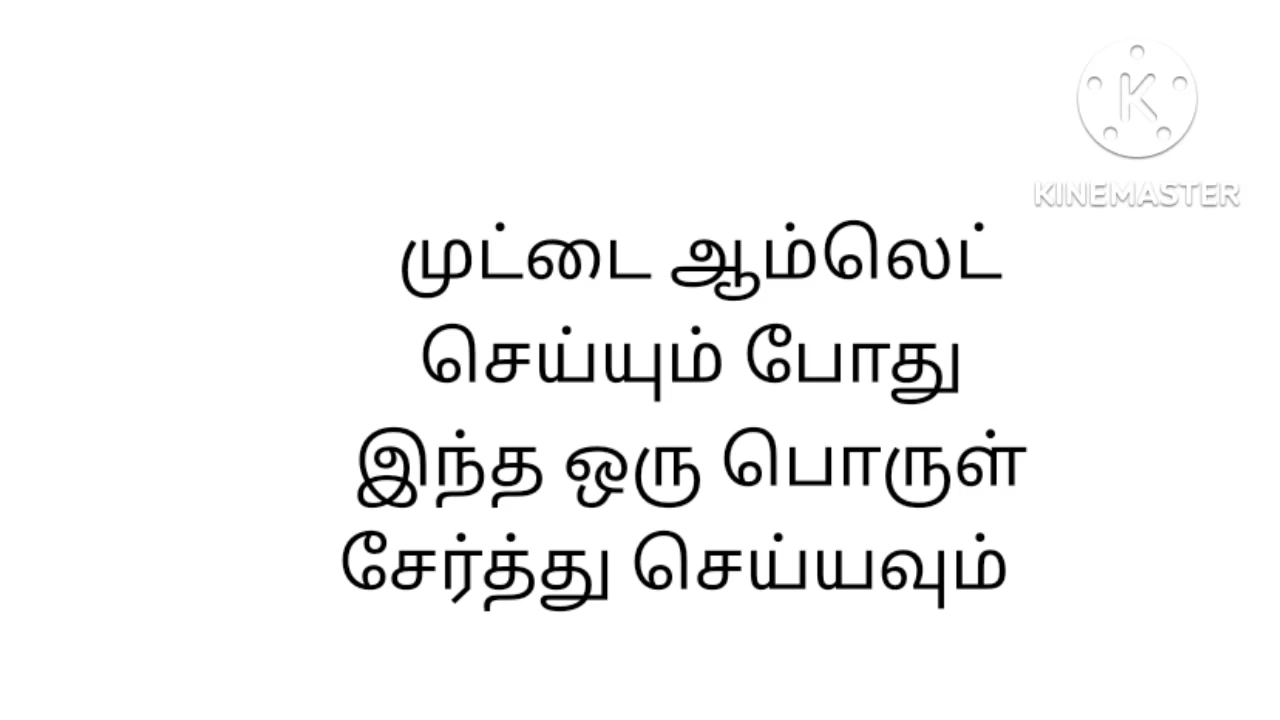 K
KINEMASTER
முட்டை ஆம்லெட்
செய்யும் போது
இந்த ஒரு பொருள்
சேர்த்து செய்யவும்